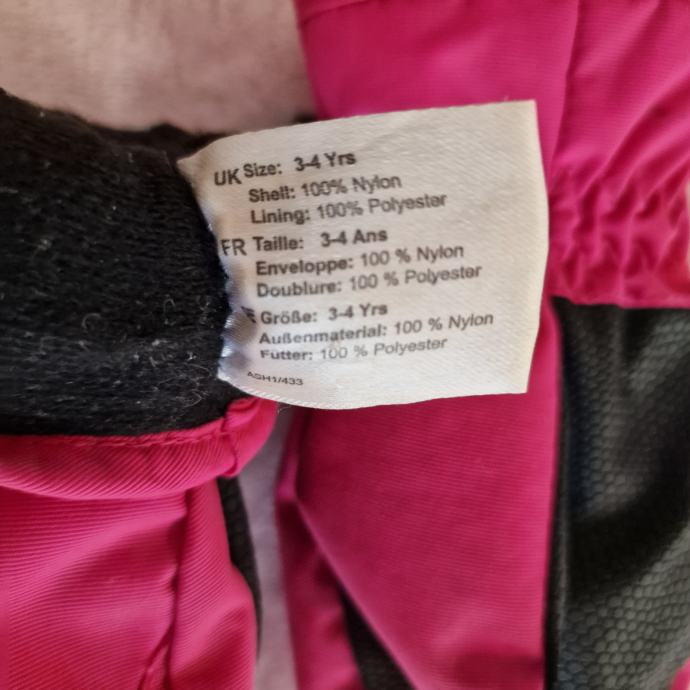 UK Size: 3-4 Yrs
Shell: 100% Nylon
Lining: 100% Polyester
FR Taille: 3-4 Ans
Enveloppe: 100 % Nylon
Doublure: 100 % Polyester
Größe: 3-4 Yrs
Außenmaterial: 100 % Nylon
Futter: 100 % Polyester
ASH1/433